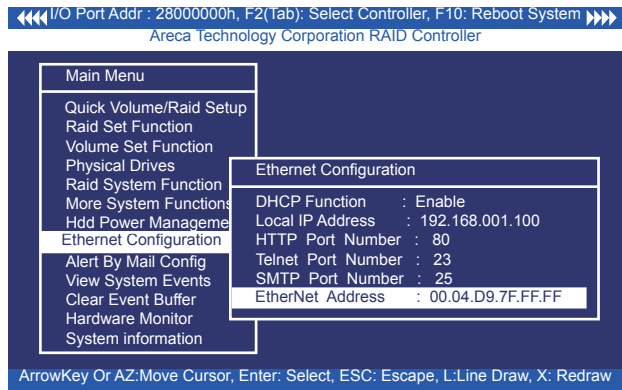 I/O Port Addr : 28000000h, F2(Tab): Select Controller, F10: Reboot System
Areca Technology Corporation RAID Controller
Main Menu
Quick Volume/Raid Setup
Raid Set Function
Volume Set Function
Physical Drives
Raid System Function
More System Functions
Hdd Power Manageme
Ethernet Configuration
Alert By Mail Config
View System Events
Clear Event Buffer
Hardware Monitor
System information
Ethernet Configuration
DHCP Function : Enable
Local IP Address : 192.168.001.100
HTTP Port Number : 80
Telnet Port Number : 23
SMTP Port Number : 25
EtherNet Address : 00.04.D9.7F.FF.FF
ArrowKey Or AZ:Move Cursor, Enter: Select, ESC: Escape, L:Line Draw, X: Redraw